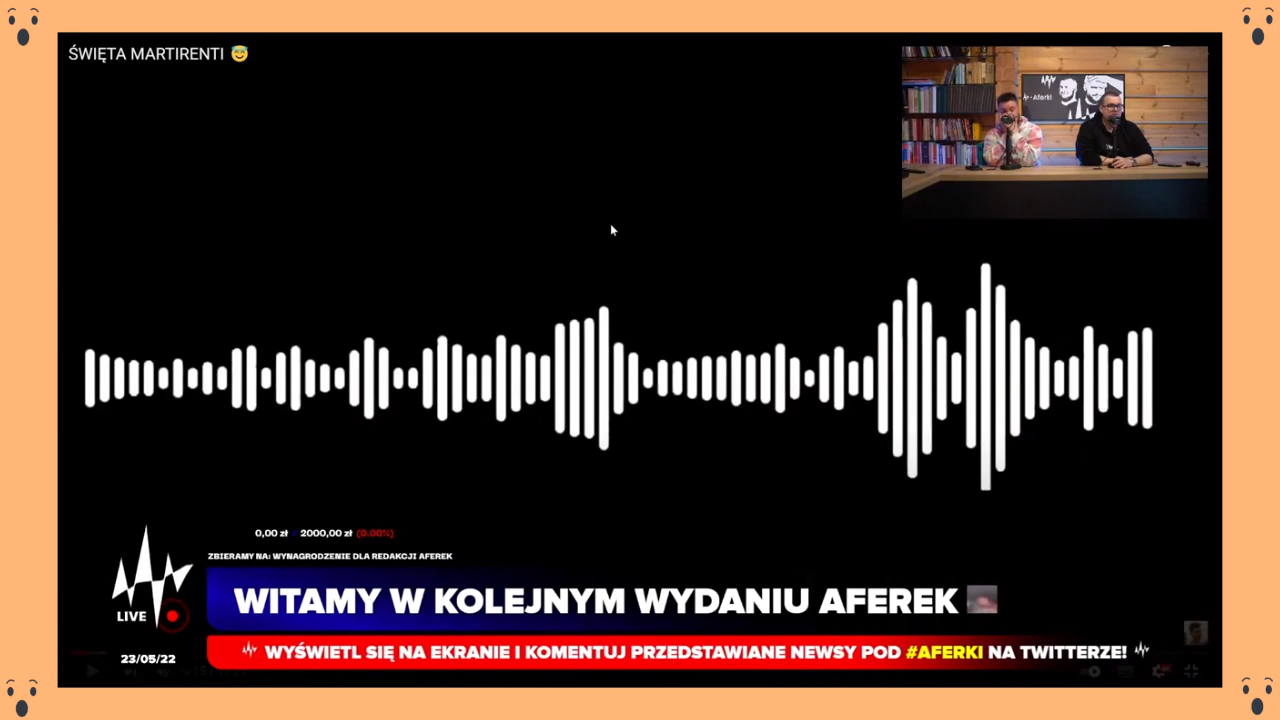 ŚWIĘTA MARTIRENTI 😇
Aferki
0,00 zł / 2000,00 zł (0.00%)
ZBIERAMY NA: WYNAGRODZENIE DLA REDAKCJI AFEREK
WITAMY W KOLEJNYM WYDANIU AFEREK
LIVE
WYŚWIETL SIĘ NA EKRANIE I KOMENTUJ PRZEDSTAWIANE NEWSY POD #AFERKI NA TWITTERZE!
23/05/22